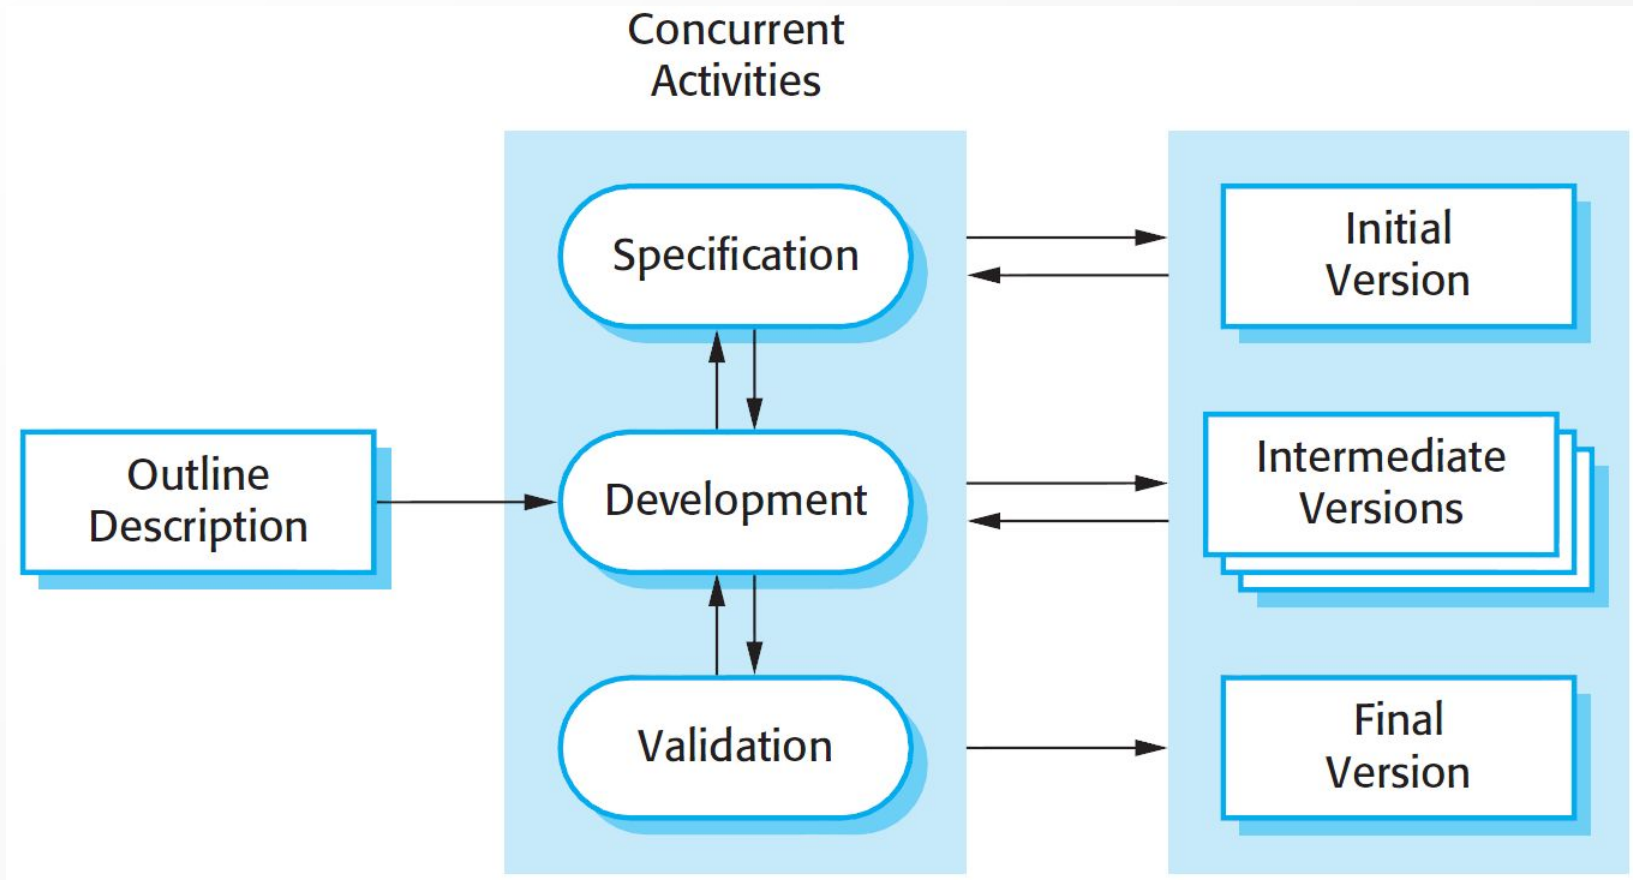 Concurrent
Activities
Specification
Initial
Version
Outline
Description
Development
Intermediate
Versions
Validation
Final
Version